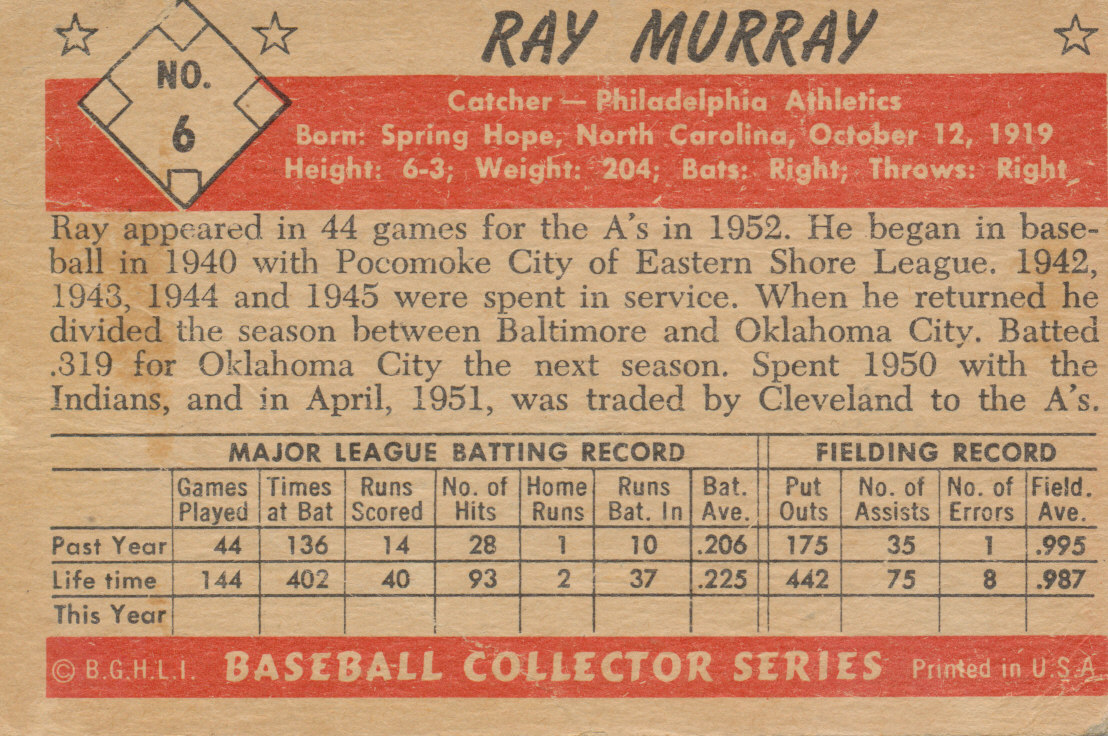 RAY MURRAY
NO.
6
Catcher — Philadelphia Athletics
Born: Spring Hope, North Carolina, October 12, 1919
Height: 6-3; Weight: 204; Bats: Right; Throws: Right
Ray appeared in 44 games for the A's in 1952. He began in base-
ball in 1940 with Pocomoke City of Eastern Shore League. 1942,
1943, 1944 and 1945 were spent in service. When he returned he
divided the season between Baltimore and Oklahoma City. Batted
.319 for Oklahoma City the next season. Spent 1950 with the
Indians, and in April, 1951, was traded by Cleveland to the A's.
MAJOR LEAGUE BATTING RECORD FIELDING RECORD
Games Times Runs No. of Home Runs Bat. Put No. of No. of Field.
Played at Bat Scored Hits Runs Bat. In Ave. Outs Assists Errors Ave.
Past Year 44 136 14 28 1 10 .206 175 35 1 .995
Life time 144 402 40 93 2 37 .225 442 75 8 .987
This Year
© B.G.H.L.I. BASEBALL COLLECTOR SERIES Printed in U.S.A.